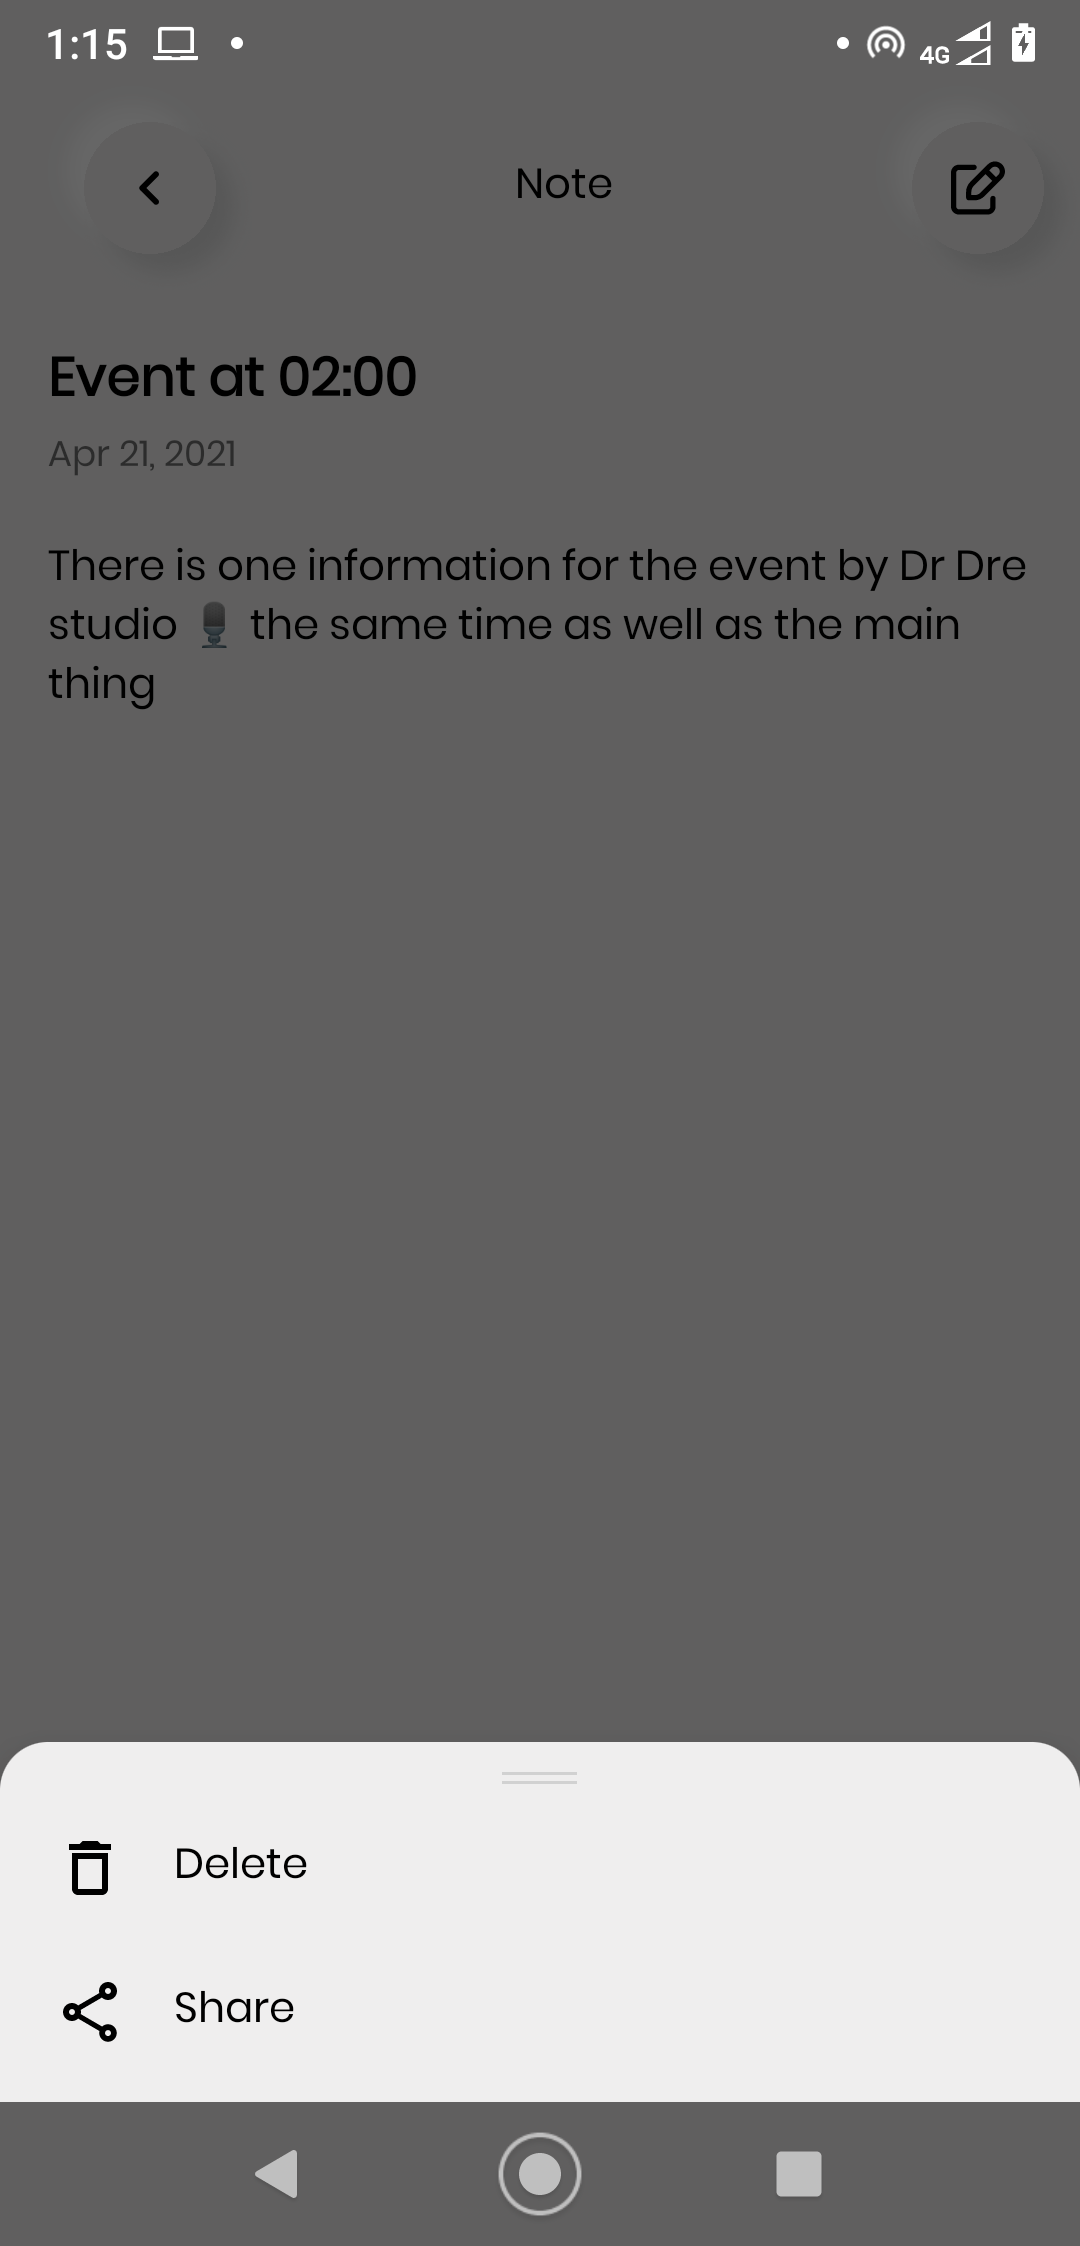 1:15
4G
Note
Event at 02:00
Apr 21, 2021
There is one information for the event by Dr Dre
studio 🎙️ the same time as well as the main
thing
Delete
Share